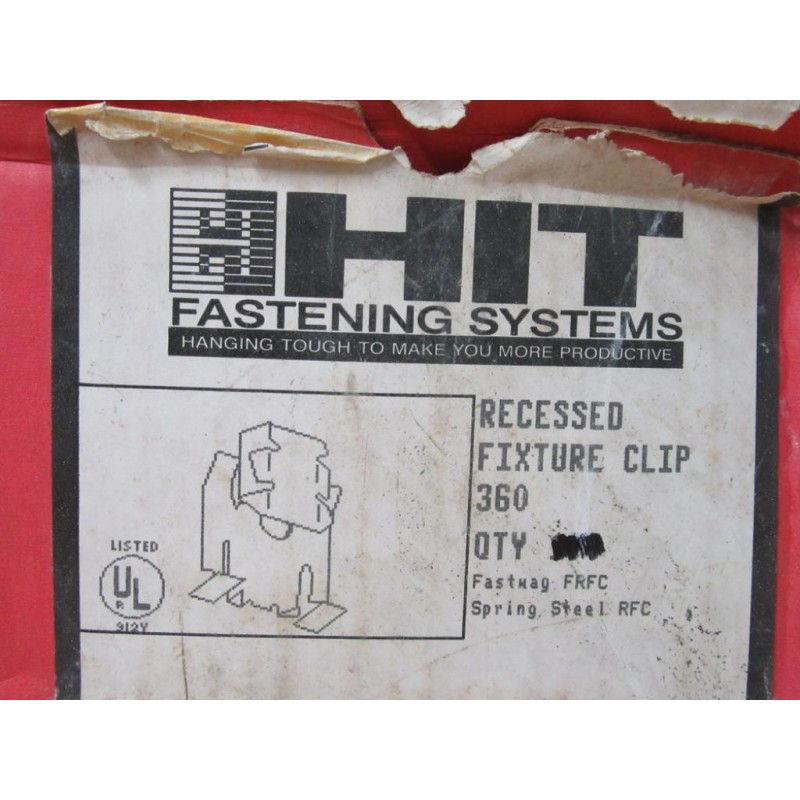 HIT
FASTENING SYSTEMS
HANGING TOUGH TO MAKE YOU MORE PRODUCTIVE
RECESSED
FIXTURE CLIP
360
QTY
Fastwag FRFC
Spring Steel RFC
LISTED
UL
R
912Y